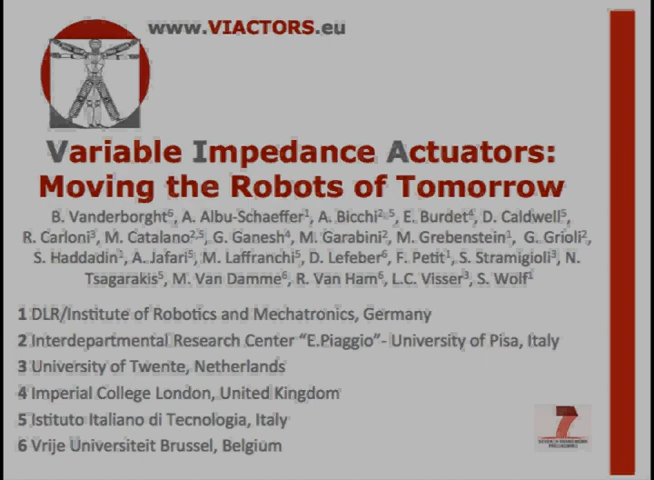 www.VIACTORS.eu
Variable Impedance Actuators:
Moving the Robots of Tomorrow
B. Vanderborght⁶, A. Albu-Schaeffer¹, A. Bicchi²,⁵, E. Burdet⁴, D. Caldwell⁵,
R. Carloni³, M. Catalano²,⁵, G. Ganesh⁴, M. Garabini², M. Grebenstein¹, G. Grioli²,
S. Haddadin¹, A. Jafari⁵, M. Laffranchi⁵, D. Lefeber⁶, F. Petit¹, S. Stramigioli³, N.
Tsagarakis⁵, M. Van Damme⁶, R. Van Ham⁶, L.C. Visser³, S. Wolf¹
1 DLR/Institute of Robotics and Mechatronics, Germany
2 Interdepartmental Research Center “E.Piaggio”- University of Pisa, Italy
3 University of Twente, Netherlands
4 Imperial College London, United Kingdom
5 Istituto Italiano di Tecnologia, Italy
6 Vrije Universiteit Brussel, Belgium
7
SEVENTH FRAMEWORK
PROGRAMME